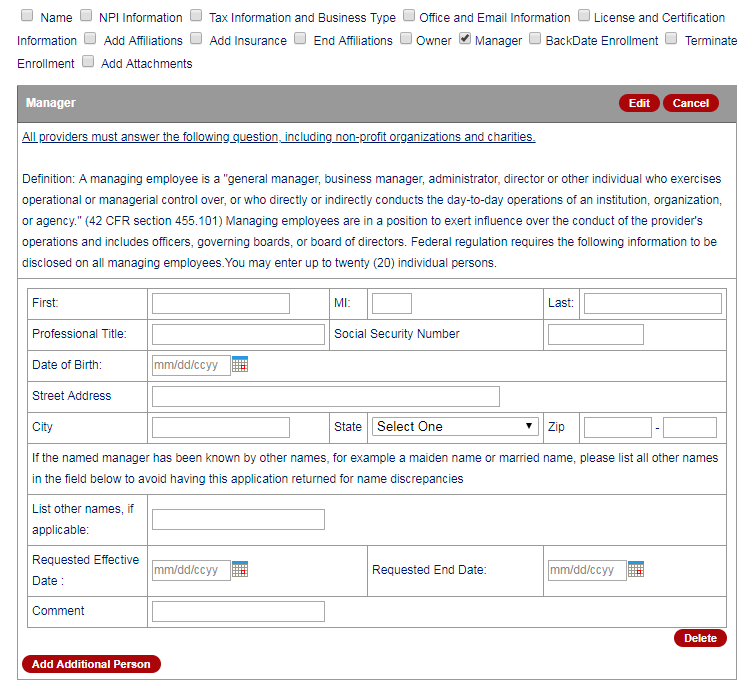 Name NPI Information Tax Information and Business Type Office and Email Information License and Certification
Information Add Affiliations Add Insurance End Affiliations Owner Manager BackDate Enrollment Terminate
Enrollment Add Attachments
Manager Edit Cancel
All providers must answer the following question, including non-profit organizations and charities.
Definition: A managing employee is a "general manager, business manager, administrator, director or other individual who exercises
operational or managerial control over, or who directly or indirectly conducts the day-to-day operations of an institution, organization,
or agency." (42 CFR section 455.101) Managing employees are in a position to exert influence over the conduct of the provider's
operations and includes officers, governing boards, or board of directors. Federal regulation requires the following information to be
disclosed on all managing employees.You may enter up to twenty (20) individual persons.
First: MI: Last:
Professional Title: Social Security Number
Date of Birth: mm/dd/ccyy
Street Address
City State Select One Zip -
If the named manager has been known by other names, for example a maiden name or married name, please list all other names
in the field below to avoid having this application returned for name discrepancies
List other names, if
applicable:
Requested Effective
Date : mm/dd/ccyy Requested End Date: mm/dd/ccyy
Comment
Delete
Add Additional Person